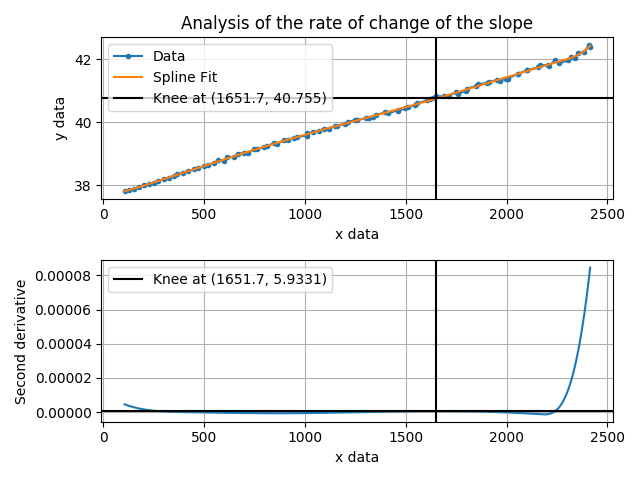 Analysis of the rate of change of the slope
42
40
38
y data
Data
Spline Fit
Knee at (1651.7, 40.755)
0
500
1000
1500
2000
2500
x data
0.00008
0.00006
0.00004
0.00002
0.00000
Second derivative
Knee at (1651.7, 5.9331)
0
500
1000
1500
2000
2500
x data